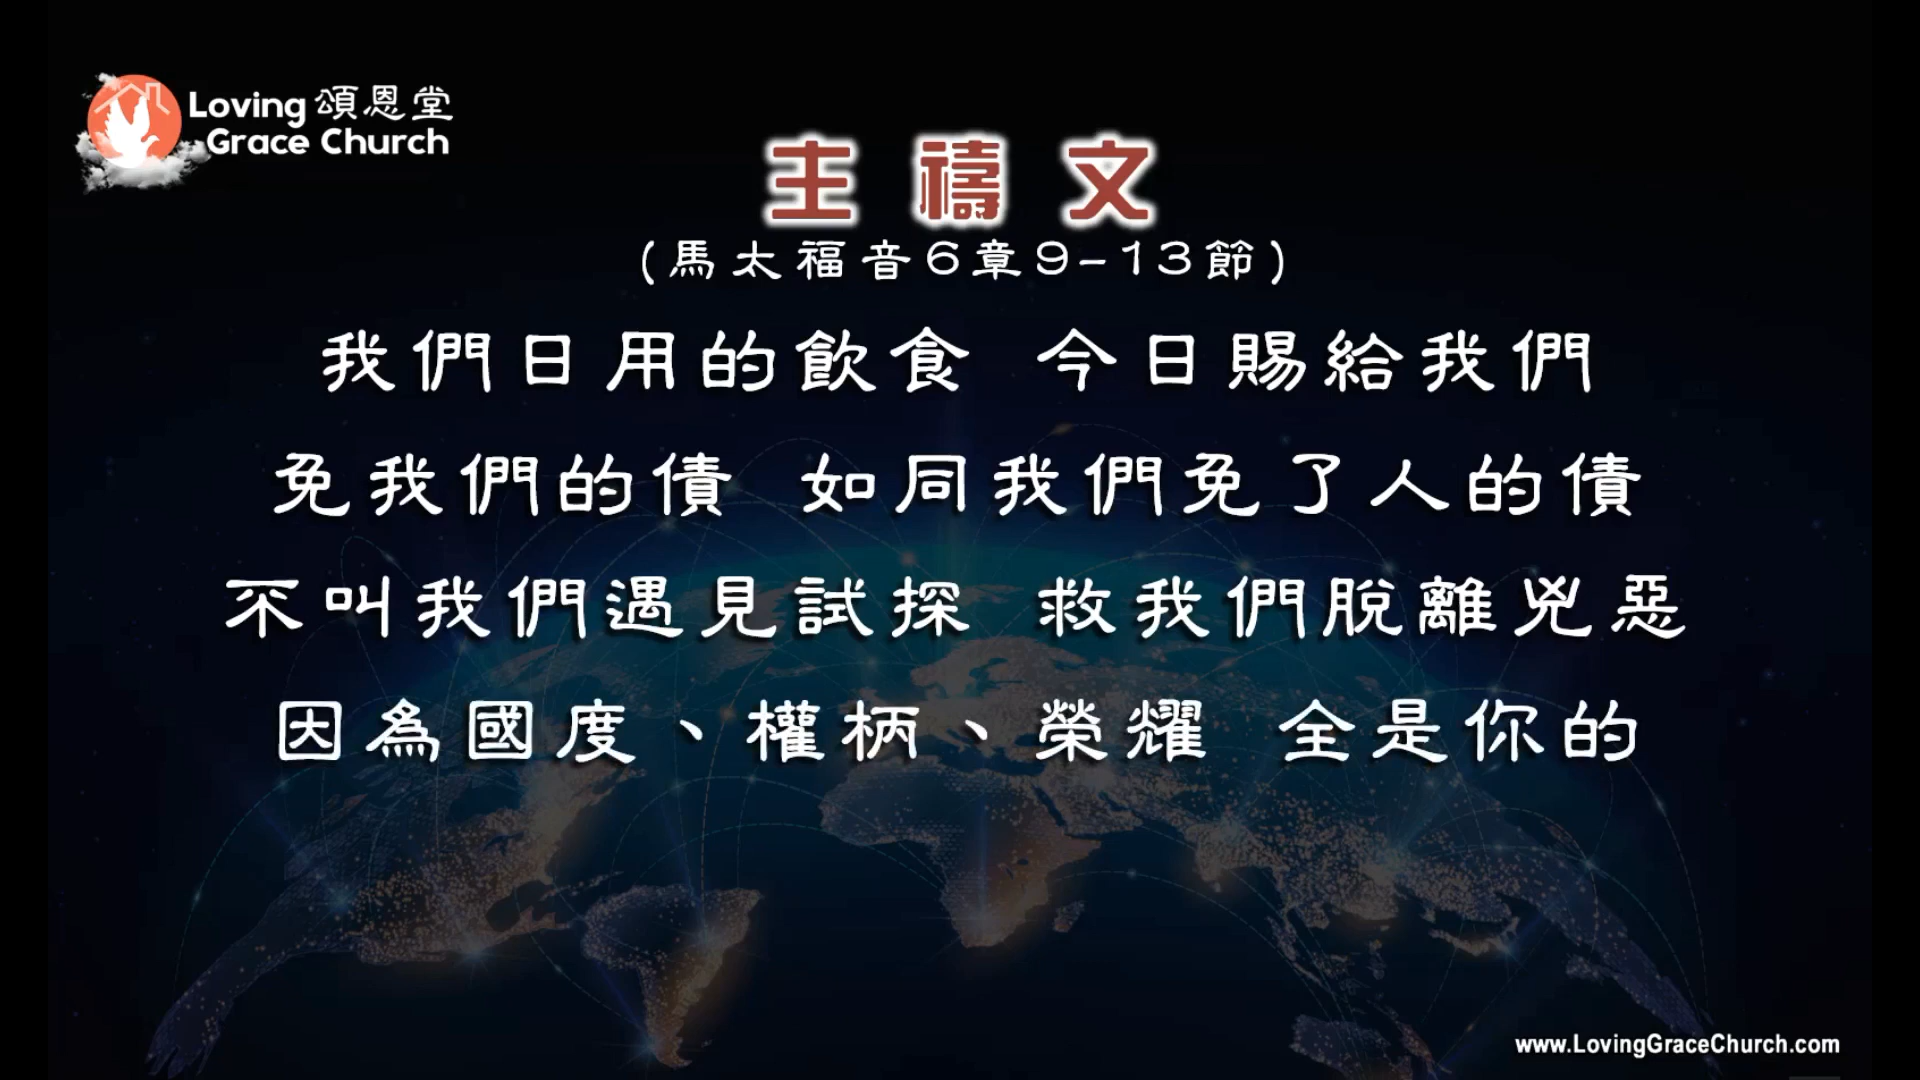 Loving 頌恩堂
Grace Church
主禱文
(馬太福音6章9-13節)
我們日用的飲食 今日賜給我們
免我們的債 如同我們免了人的債
不叫我們遇見試探 救我們脫離兇惡
因為國度、權柄、榮耀 全是你的
www.LovingGraceChurch.com